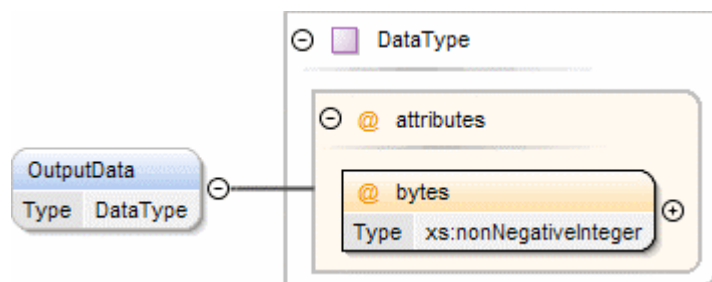 DataType
@ attributes
OutputData
Type DataType
@ bytes
Type xs:nonNegativeInteger